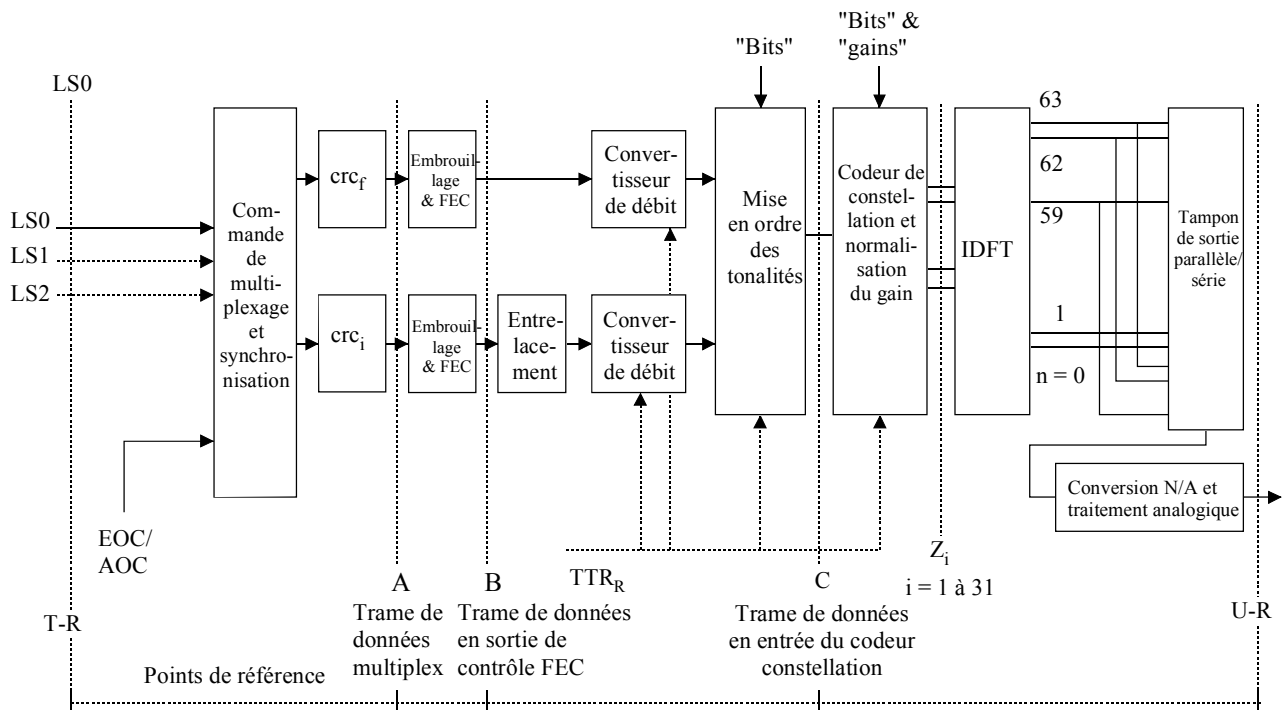 "Bits"
"Bits" &
"gains"
LS0
LS0
LS1
LS2
Com-
mande
de
multi-
plexage
et
synchro-
nisation
crc_f
Embrouil-
lage
& FEC
Conver-
tisseur
de débit
crc_i
Embrouil-
lage
& FEC
Entre-
lace-
ment
Conver-
tisseur
de débit
Mise
en ordre
des
tonalités
Codeur de
constel-
lation et
normali-
sation
du gain
IDFT
63
62
59
1
n = 0
Tampon
de sortie
parallèle/
série
Conversion N/A et
traitement analogique
EOC/
AOC
TTR_R
Z_i
i = 1 à 31
T-R
A
Trame de
données
multiplex
B
Trame de données
en sortie de
contrôle FEC
C
Trame de données
en entrée du codeur
constellation
U-R
Points de référence